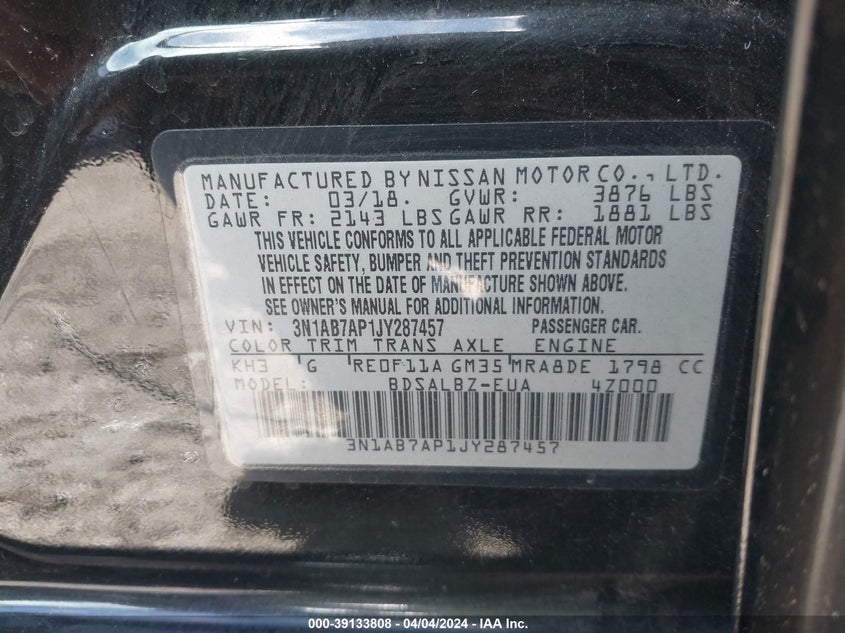 MANUFACTURED BY NISSAN MOTOR CO., LTD.
DATE: 03/18. GVWR: 3876 LBS
GAWR FR: 2143 LBS GAWR RR: 1881 LBS
THIS VEHICLE CONFORMS TO ALL APPLICABLE FEDERAL MOTOR
VEHICLE SAFETY, BUMPER AND THEFT PREVENTION STANDARDS
IN EFFECT ON THE DATE OF MANUFACTURE SHOWN ABOVE.
SEE OWNER'S MANUAL FOR ADDITIONAL INFORMATION.
VIN: 3N1AB7AP1JY287457 PASSENGER CAR.
COLOR TRIM TRANS AXLE ENGINE
KH3 G RE0F11A GM35 MRA8DE 1798 CC
MODEL: BDSALBZ-EUA 4Z000
3N1AB7AP1JY287457
000-39133808 - 04/04/2024 - IAA Inc.